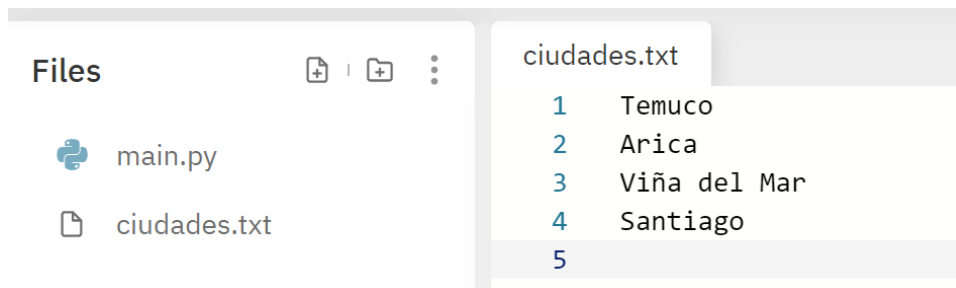 Files
main.py
ciudades.txt
ciudades.txt
1 Temuco
2 Arica
3 Viña del Mar
4 Santiago
5